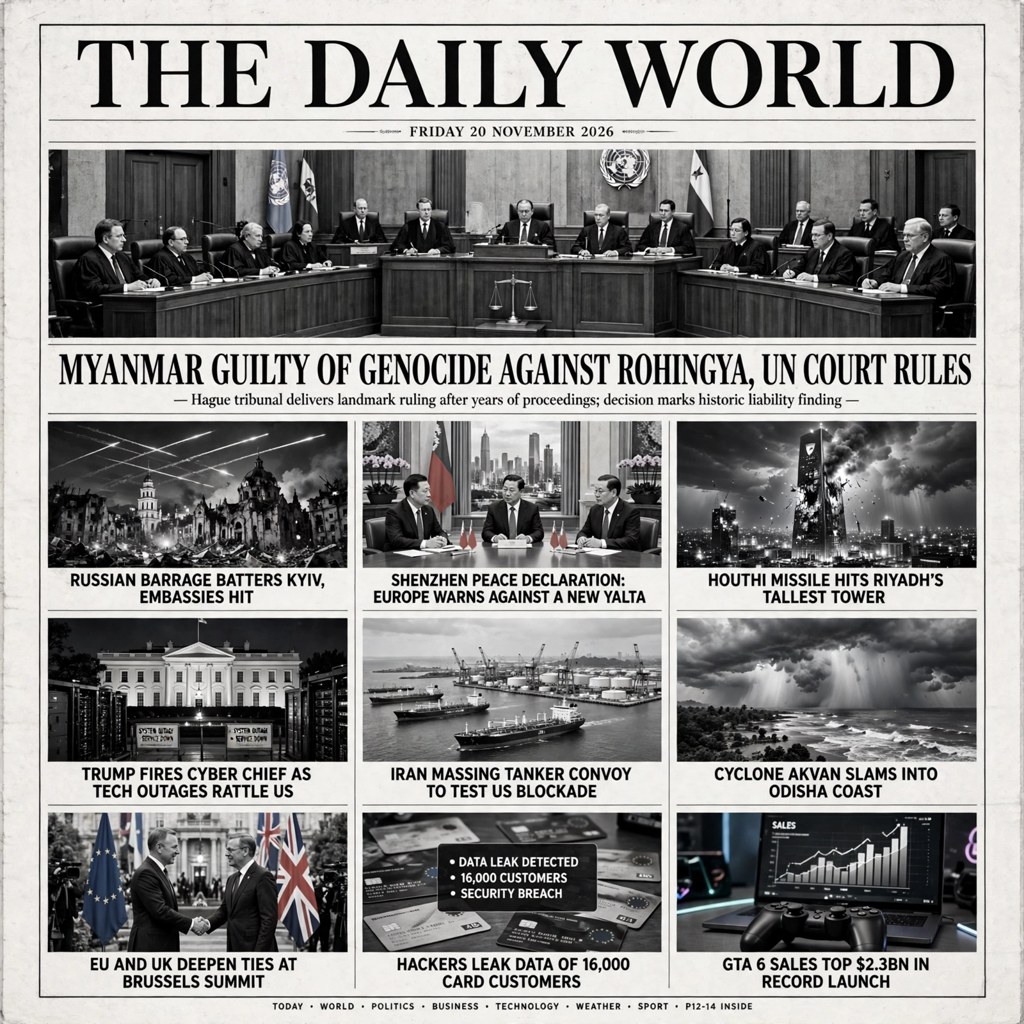 THE DAILY WORLD
FRIDAY 20 NOVEMBER 2026
MYANMAR GUILTY OF GENOCIDE AGAINST ROHINGYA, UN COURT RULES
— Hague tribunal delivers landmark ruling after years of proceedings; decision marks historic liability finding —
RUSSIAN BARRAGE BATTERS KYIV,
EMBASSIES HIT
SHENZHEN PEACE DECLARATION:
EUROPE WARNS AGAINST A NEW YALTA
HOUTHI MISSILE HITS RIYADH'S
TALLEST TOWER
SYSTEM OUTAGE
SERVICE DOWN
SYSTEM OUTAGE
SERVICE DOWN
TRUMP FIRES CYBER CHIEF AS
TECH OUTAGES RATTLE US
IRAN MASSING TANKER CONVOY
TO TEST US BLOCKADE
CYCLONE AKVAN SLAMS INTO
ODISHA COAST
EU AND UK DEEPEN TIES AT
BRUSSELS SUMMIT
• DATA LEAK DETECTED
• 16,000 CUSTOMERS
• SECURITY BREACH
HACKERS LEAK DATA OF 16,000
CARD CUSTOMERS
SALES
GTA 6 SALES TOP $2.3BN IN
RECORD LAUNCH
TODAY • WORLD • POLITICS • BUSINESS • TECHNOLOGY • WEATHER • SPORT • P12-14 INSIDE